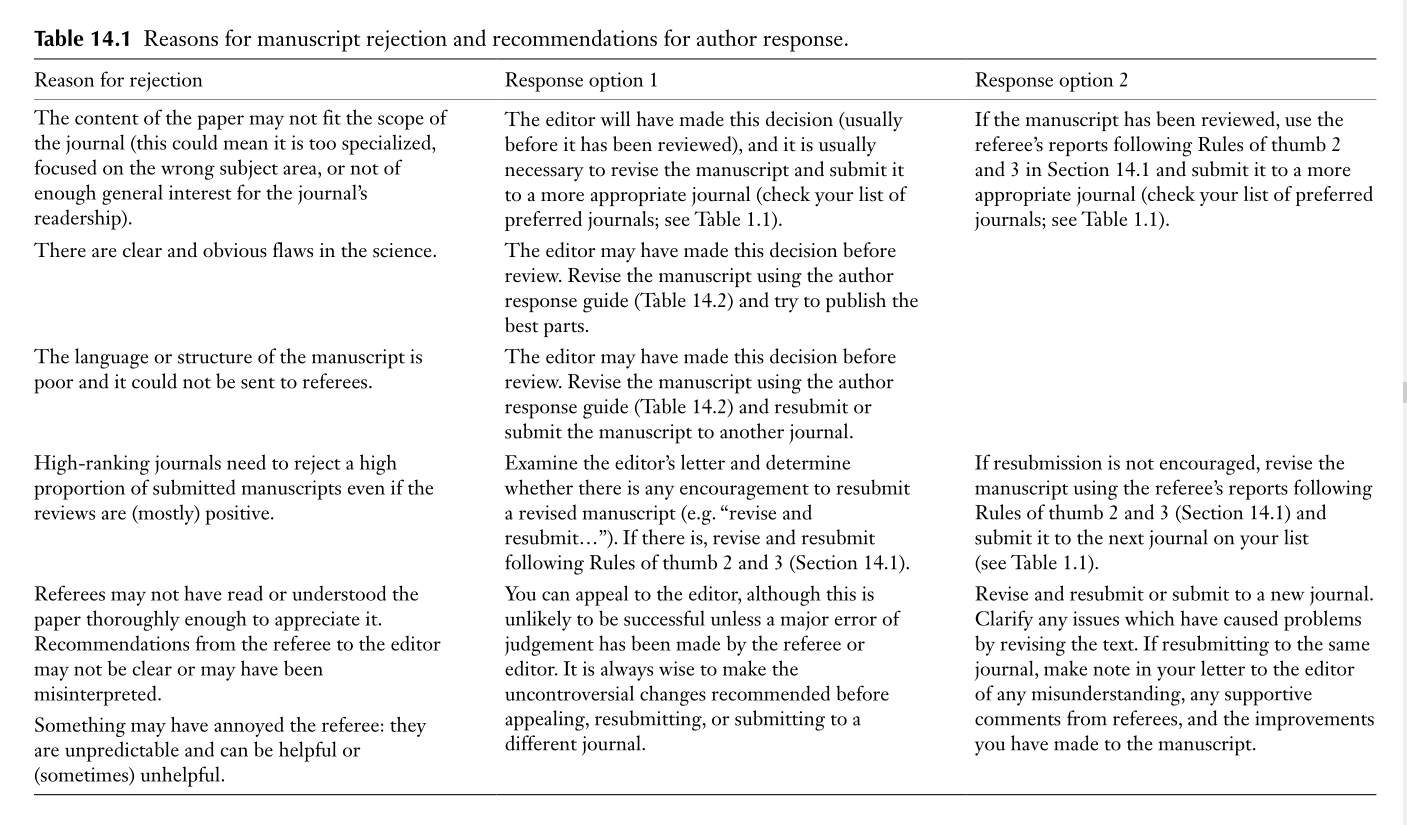 Table 14.1 Reasons for manuscript rejection and recommendations for author response.
Reason for rejection
Response option 1
Response option 2
The content of the paper may not fit the scope of
the journal (this could mean it is too specialized,
focused on the wrong subject area, or not of
enough general interest for the journal's
readership).
The editor will have made this decision (usually
before it has been reviewed), and it is usually
necessary to revise the manuscript and submit it
to a more appropriate journal (check your list of
preferred journals; see Table 1.1).
If the manuscript has been reviewed, use the
referee's reports following Rules of thumb 2
and 3 in Section 14.1 and submit it to a more
appropriate journal (check your list of preferred
journals; see Table 1.1).
There are clear and obvious flaws in the science.
The editor may have made this decision before
review. Revise the manuscript using the author
response guide (Table 14.2) and try to publish the
best parts.
The language or structure of the manuscript is
poor and it could not be sent to referees.
The editor may have made this decision before
review. Revise the manuscript using the author
response guide (Table 14.2) and resubmit or
submit the manuscript to another journal.
High-ranking journals need to reject a high
proportion of submitted manuscripts even if the
reviews are (mostly) positive.
Examine the editor's letter and determine
whether there is any encouragement to resubmit
a revised manuscript (e.g. “revise and
resubmit…”). If there is, revise and resubmit
following Rules of thumb 2 and 3 (Section 14.1).
If resubmission is not encouraged, revise the
manuscript using the referee's reports following
Rules of thumb 2 and 3 (Section 14.1) and
submit it to the next journal on your list
(see Table 1.1).
Referees may not have read or understood the
paper thoroughly enough to appreciate it.
Recommendations from the referee to the editor
may not be clear or may have been
misinterpreted.
Something may have annoyed the referee: they
are unpredictable and can be helpful or
(sometimes) unhelpful.
You can appeal to the editor, although this is
unlikely to be successful unless a major error of
judgement has been made by the referee or
editor. It is always wise to make the
uncontroversial changes recommended before
appealing, resubmitting, or submitting to a
different journal.
Revise and resubmit or submit to a new journal.
Clarify any issues which have caused problems
by revising the text. If resubmitting to the same
journal, make note in your letter to the editor
of any misunderstanding, any supportive
comments from referees, and the improvements
you have made to the manuscript.